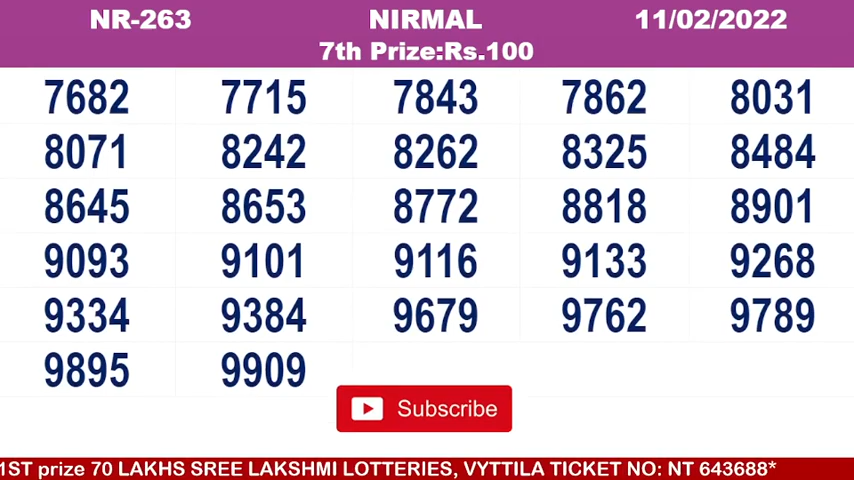 NR-263 NIRMAL 11/02/2022
7th Prize:Rs.100
7682 7715 7843 7862 8031
8071 8242 8262 8325 8484
8645 8653 8772 8818 8901
9093 9101 9116 9133 9268
9334 9384 9679 9762 9789
9895 9909
Subscribe
1ST prize 70 LAKHS SREE LAKSHMI LOTTERIES, VYTTILA TICKET NO: NT 643688*